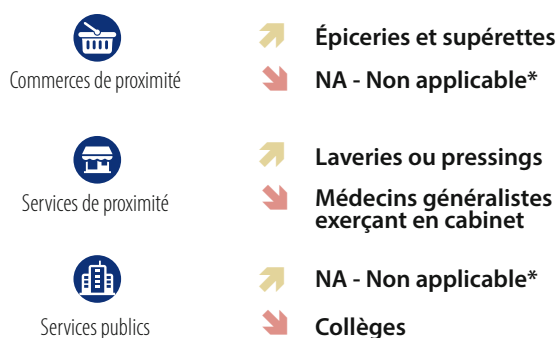 Épiceries et supérettes
Commerces de proximité
NA - Non applicable*
Laveries ou pressings
Services de proximité
Médecins généralistes
exerçant en cabinet
NA - Non applicable*
Services publics
Collèges